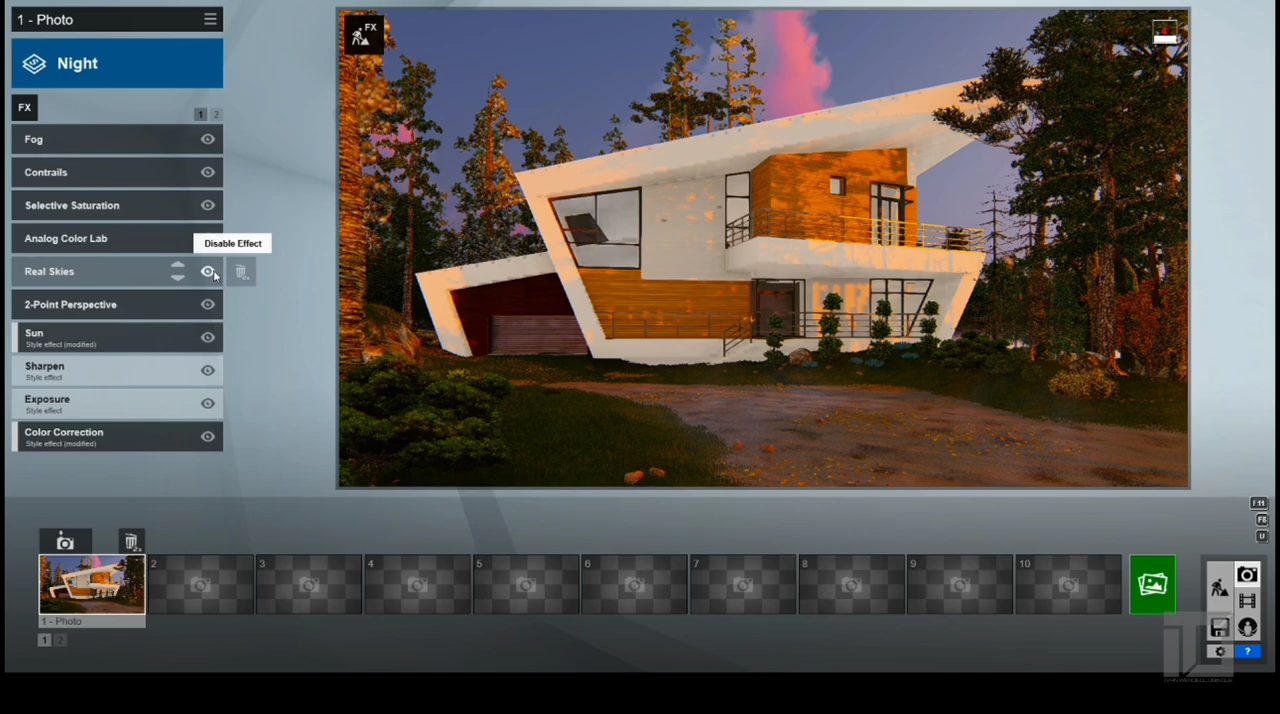 1 - Photo
Night
FX
1 2
Fog
Contrails
Selective Saturation
Analog Color Lab
Disable Effect
Real Skies
2-Point Perspective
Sun
Style effect (modified)
Sharpen
Style effect
Exposure
Style effect
Color Correction
Style effect (modified)
FX
F11
F8
U
2 3 4 5 6 7 8 9 10
1 - Photo
1 2
?